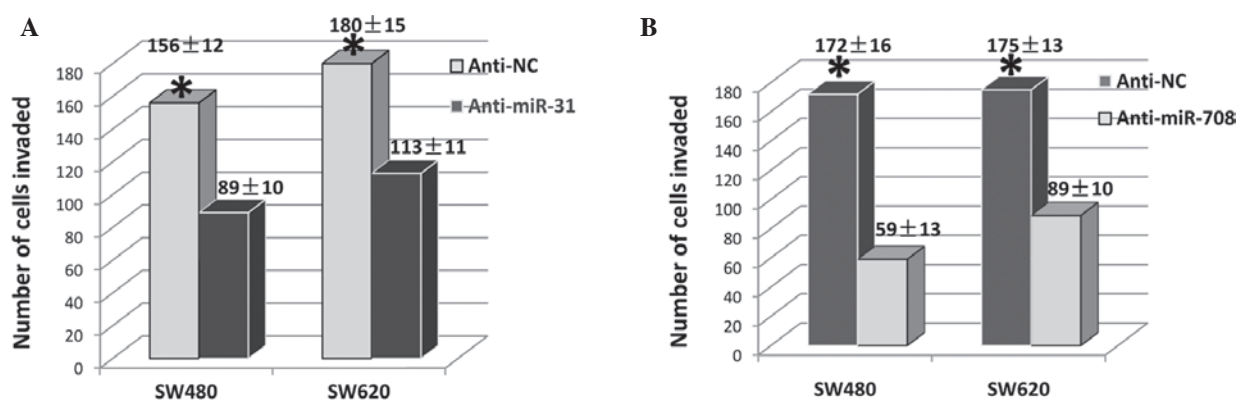 A
156±12
180±15
*
*
Anti-NC
Anti-miR-31
89±10
113±11
Number of cells invaded
180
160
140
120
100
80
60
40
20
0
SW480
SW620
B
172±16
175±13
*
*
Anti-NC
Anti-miR-708
59±13
89±10
Number of cells invaded
180
160
140
120
100
80
60
40
20
0
SW480
SW620